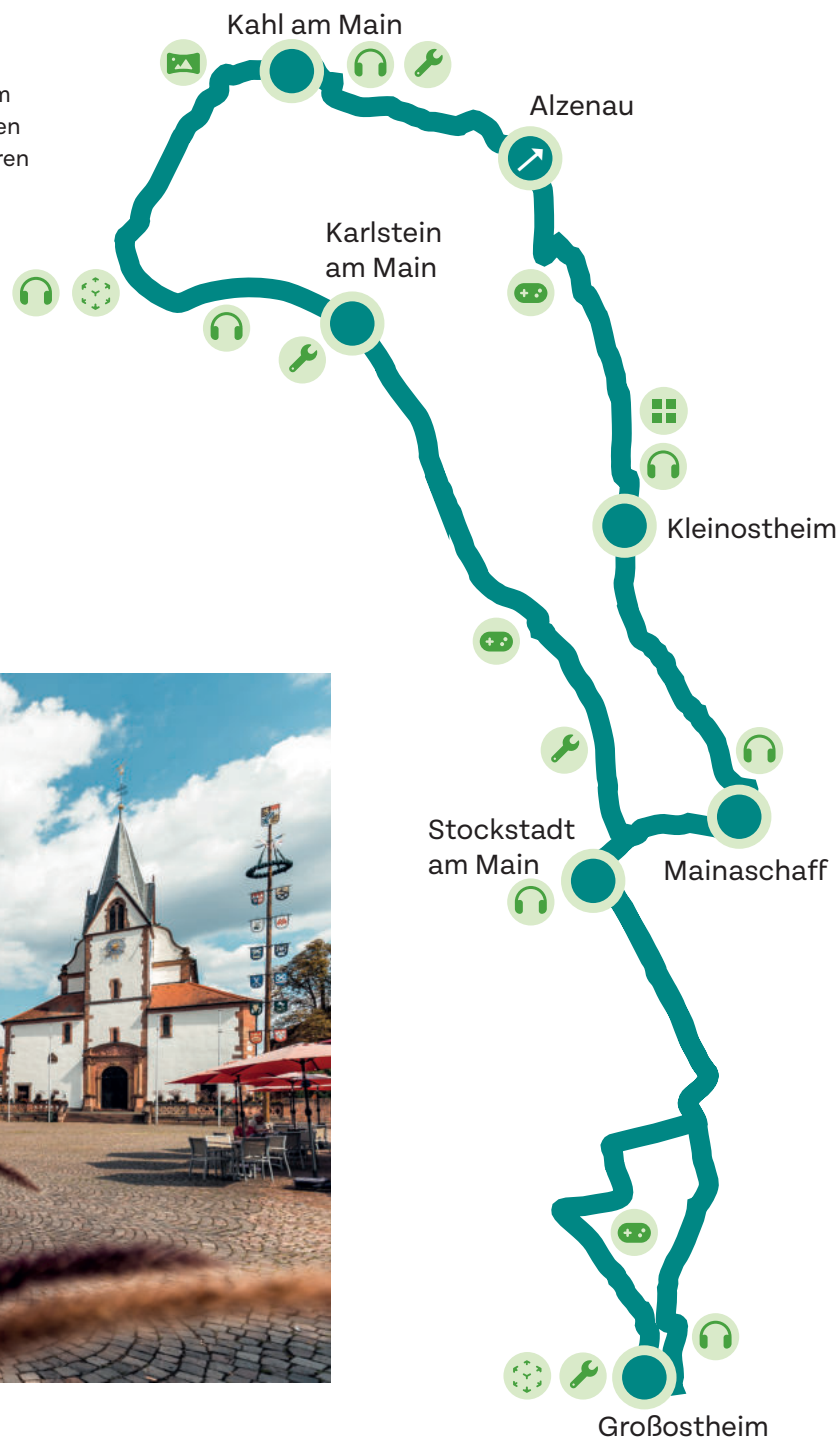 Kahl am Main
Alzenau
Karlstein
am Main
Kleinostheim
Stockstadt
am Main
Mainaschaff
Großostheim